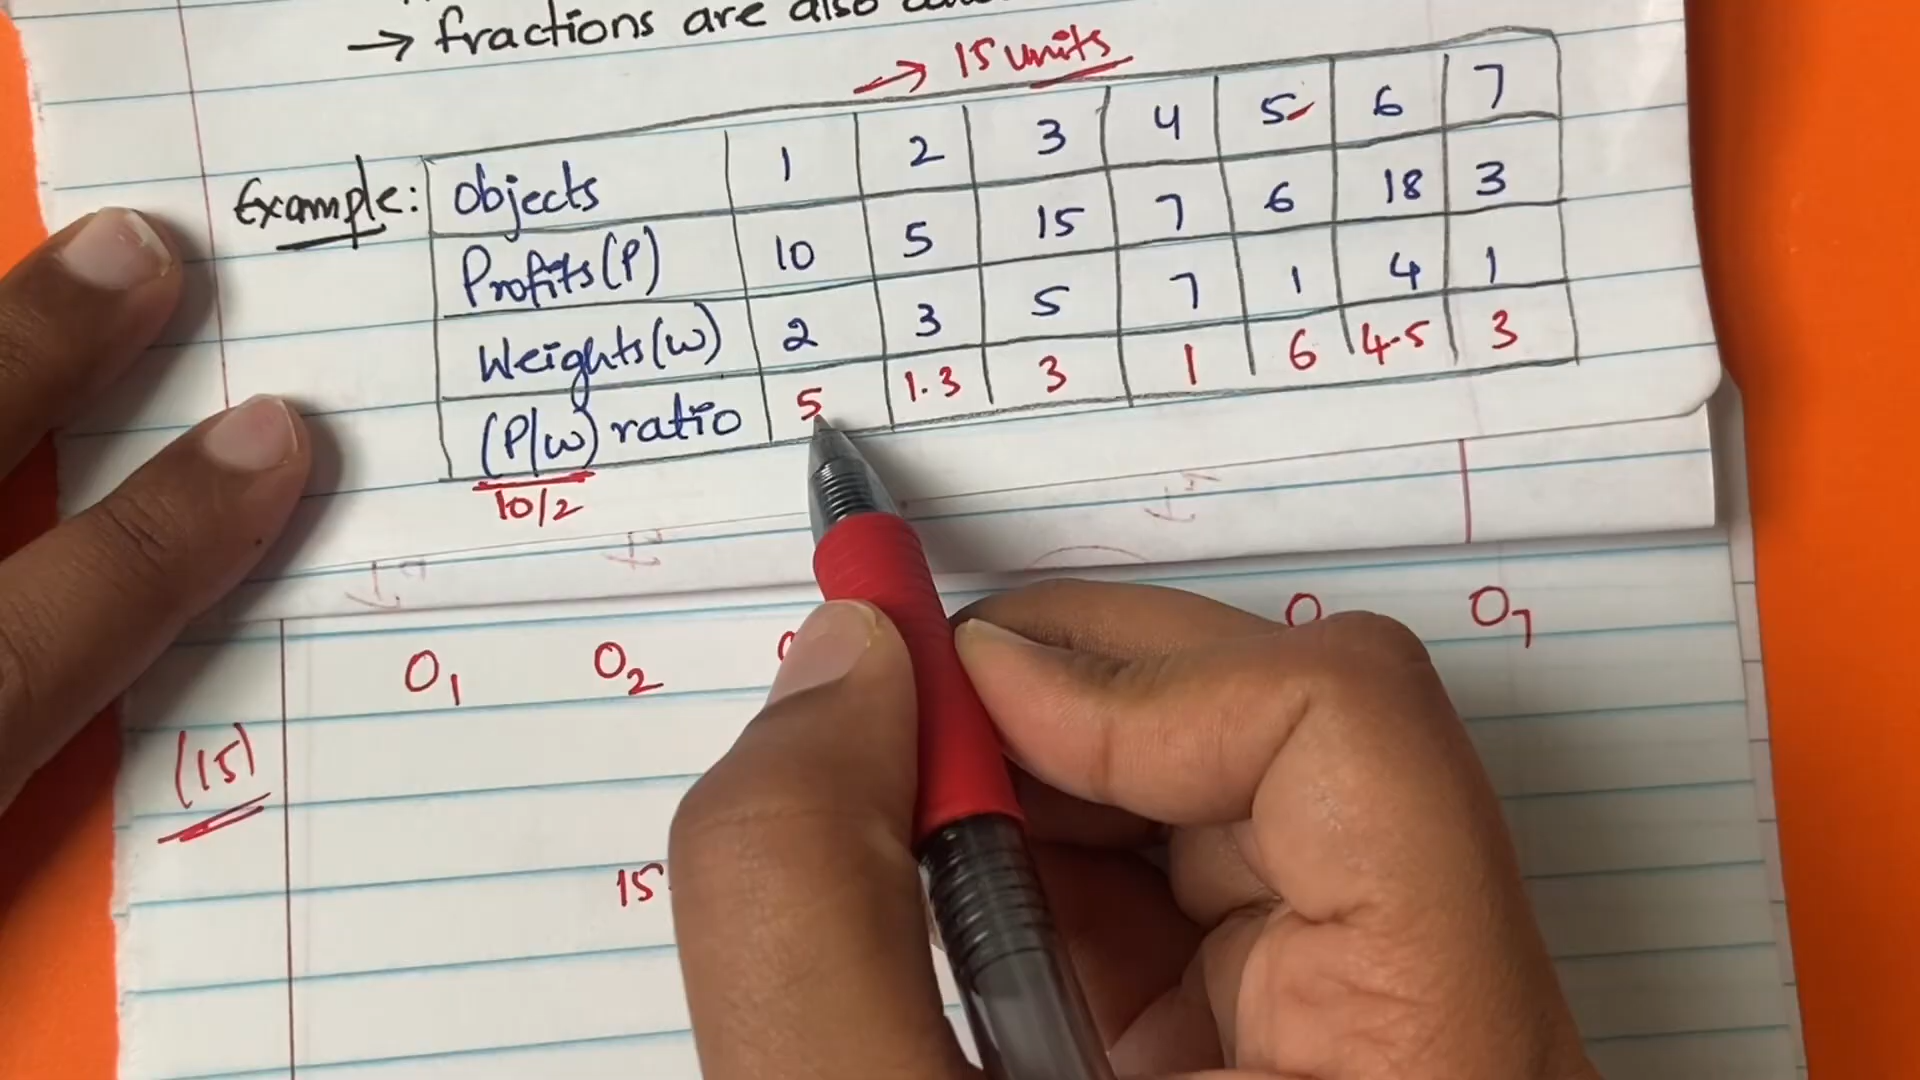 → fractions are also
→ 15 units
Example:
Objects 1 2 3 4 5 6 7
Profits(P) 10 5 15 7 6 18 3
Weights(w) 2 3 5 7 1 4 1
(P/w) ratio 5 1.3 3 1 6 4.5 3
10/2
O1 O2 O7
(15)
15